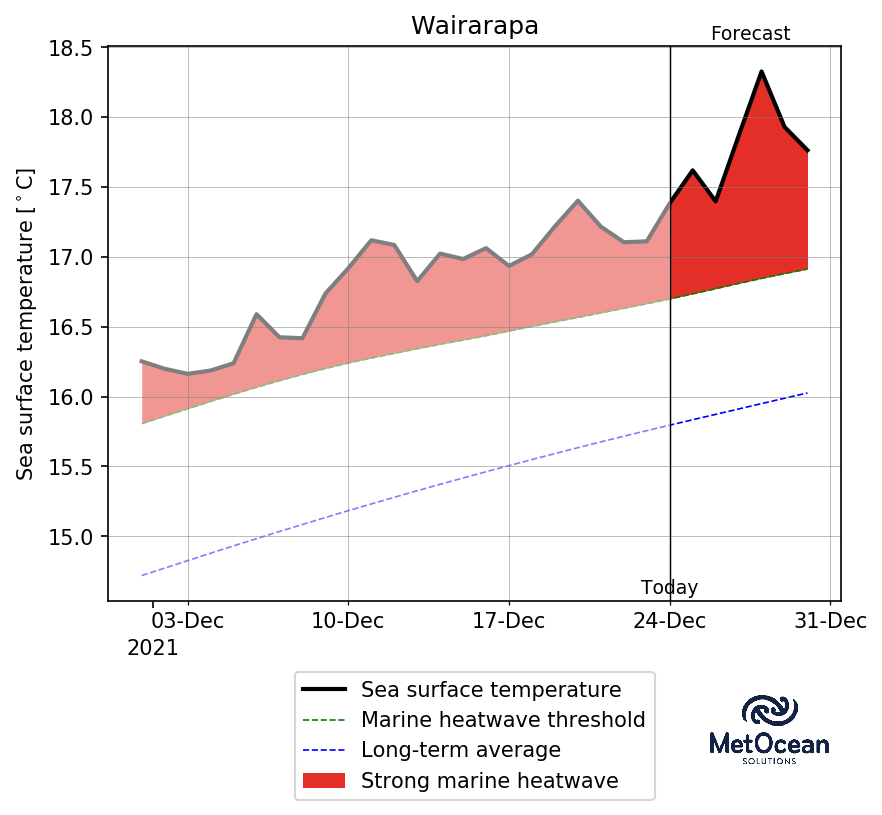 Wairarapa
Forecast
Sea surface temperature [°C]
18.5
18.0
17.5
17.0
16.5
16.0
15.5
15.0
Today
03-Dec 10-Dec 17-Dec 24-Dec 31-Dec
2021
Sea surface temperature
Marine heatwave threshold
Long-term average
Strong marine heatwave
MetOcean
SOLUTIONS